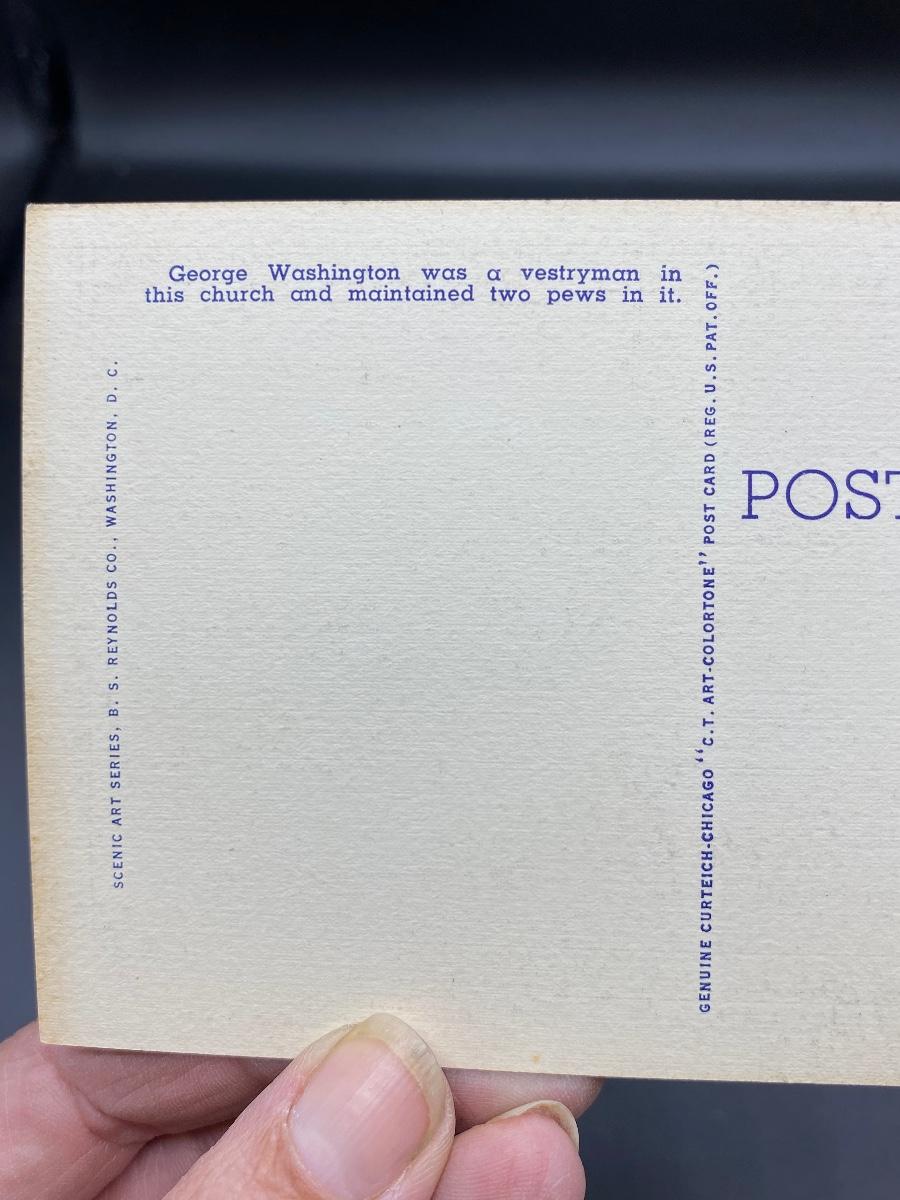 George Washington was a vestryman in
this church and maintained two pews in it.
SCENIC ART SERIES, B. S. REYNOLDS CO., WASHINGTON, D. C.
GENUINE CURTEICH-CHICAGO "C.T. ART-COLORTONE" POST CARD (REG. U.S. PAT. OFF.)
POST